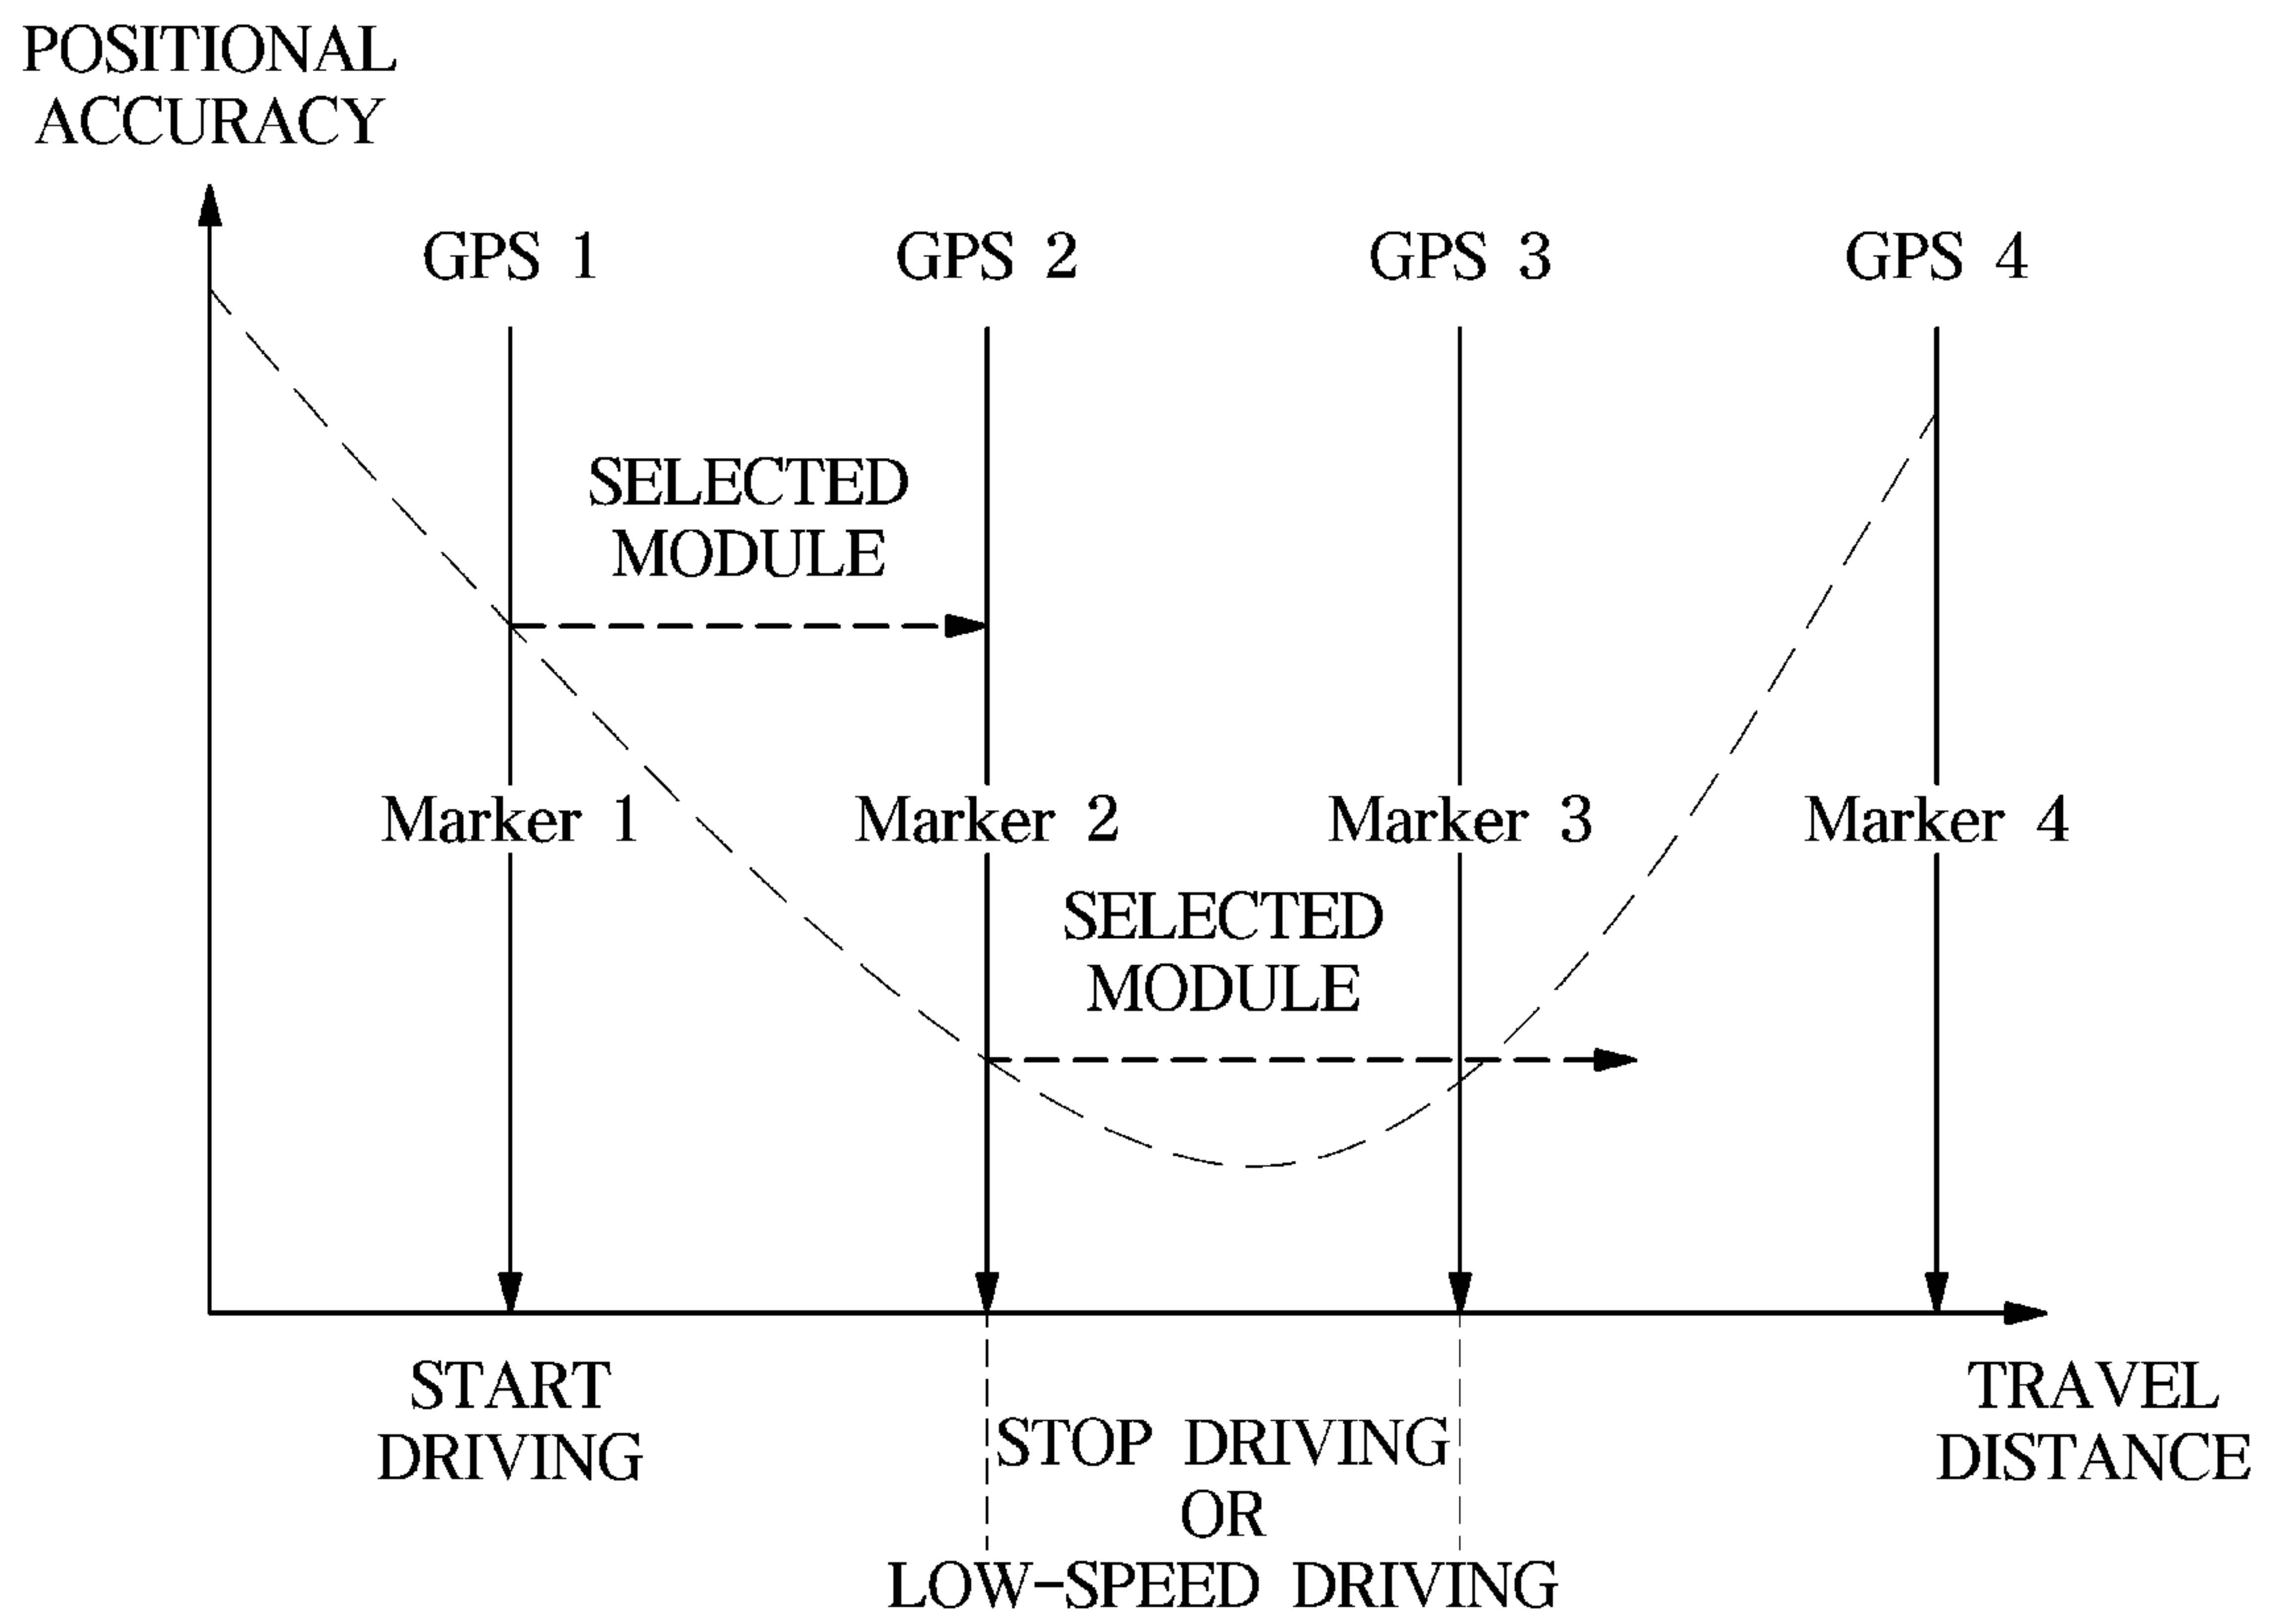 POSITIONAL
ACCURACY
GPS 1
GPS 2
GPS 3
GPS 4
SELECTED
MODULE
Marker 1
Marker 2
Marker 3
Marker 4
SELECTED
MODULE
START
DRIVING
STOP DRIVING
OR
LOW-SPEED DRIVING
TRAVEL
DISTANCE